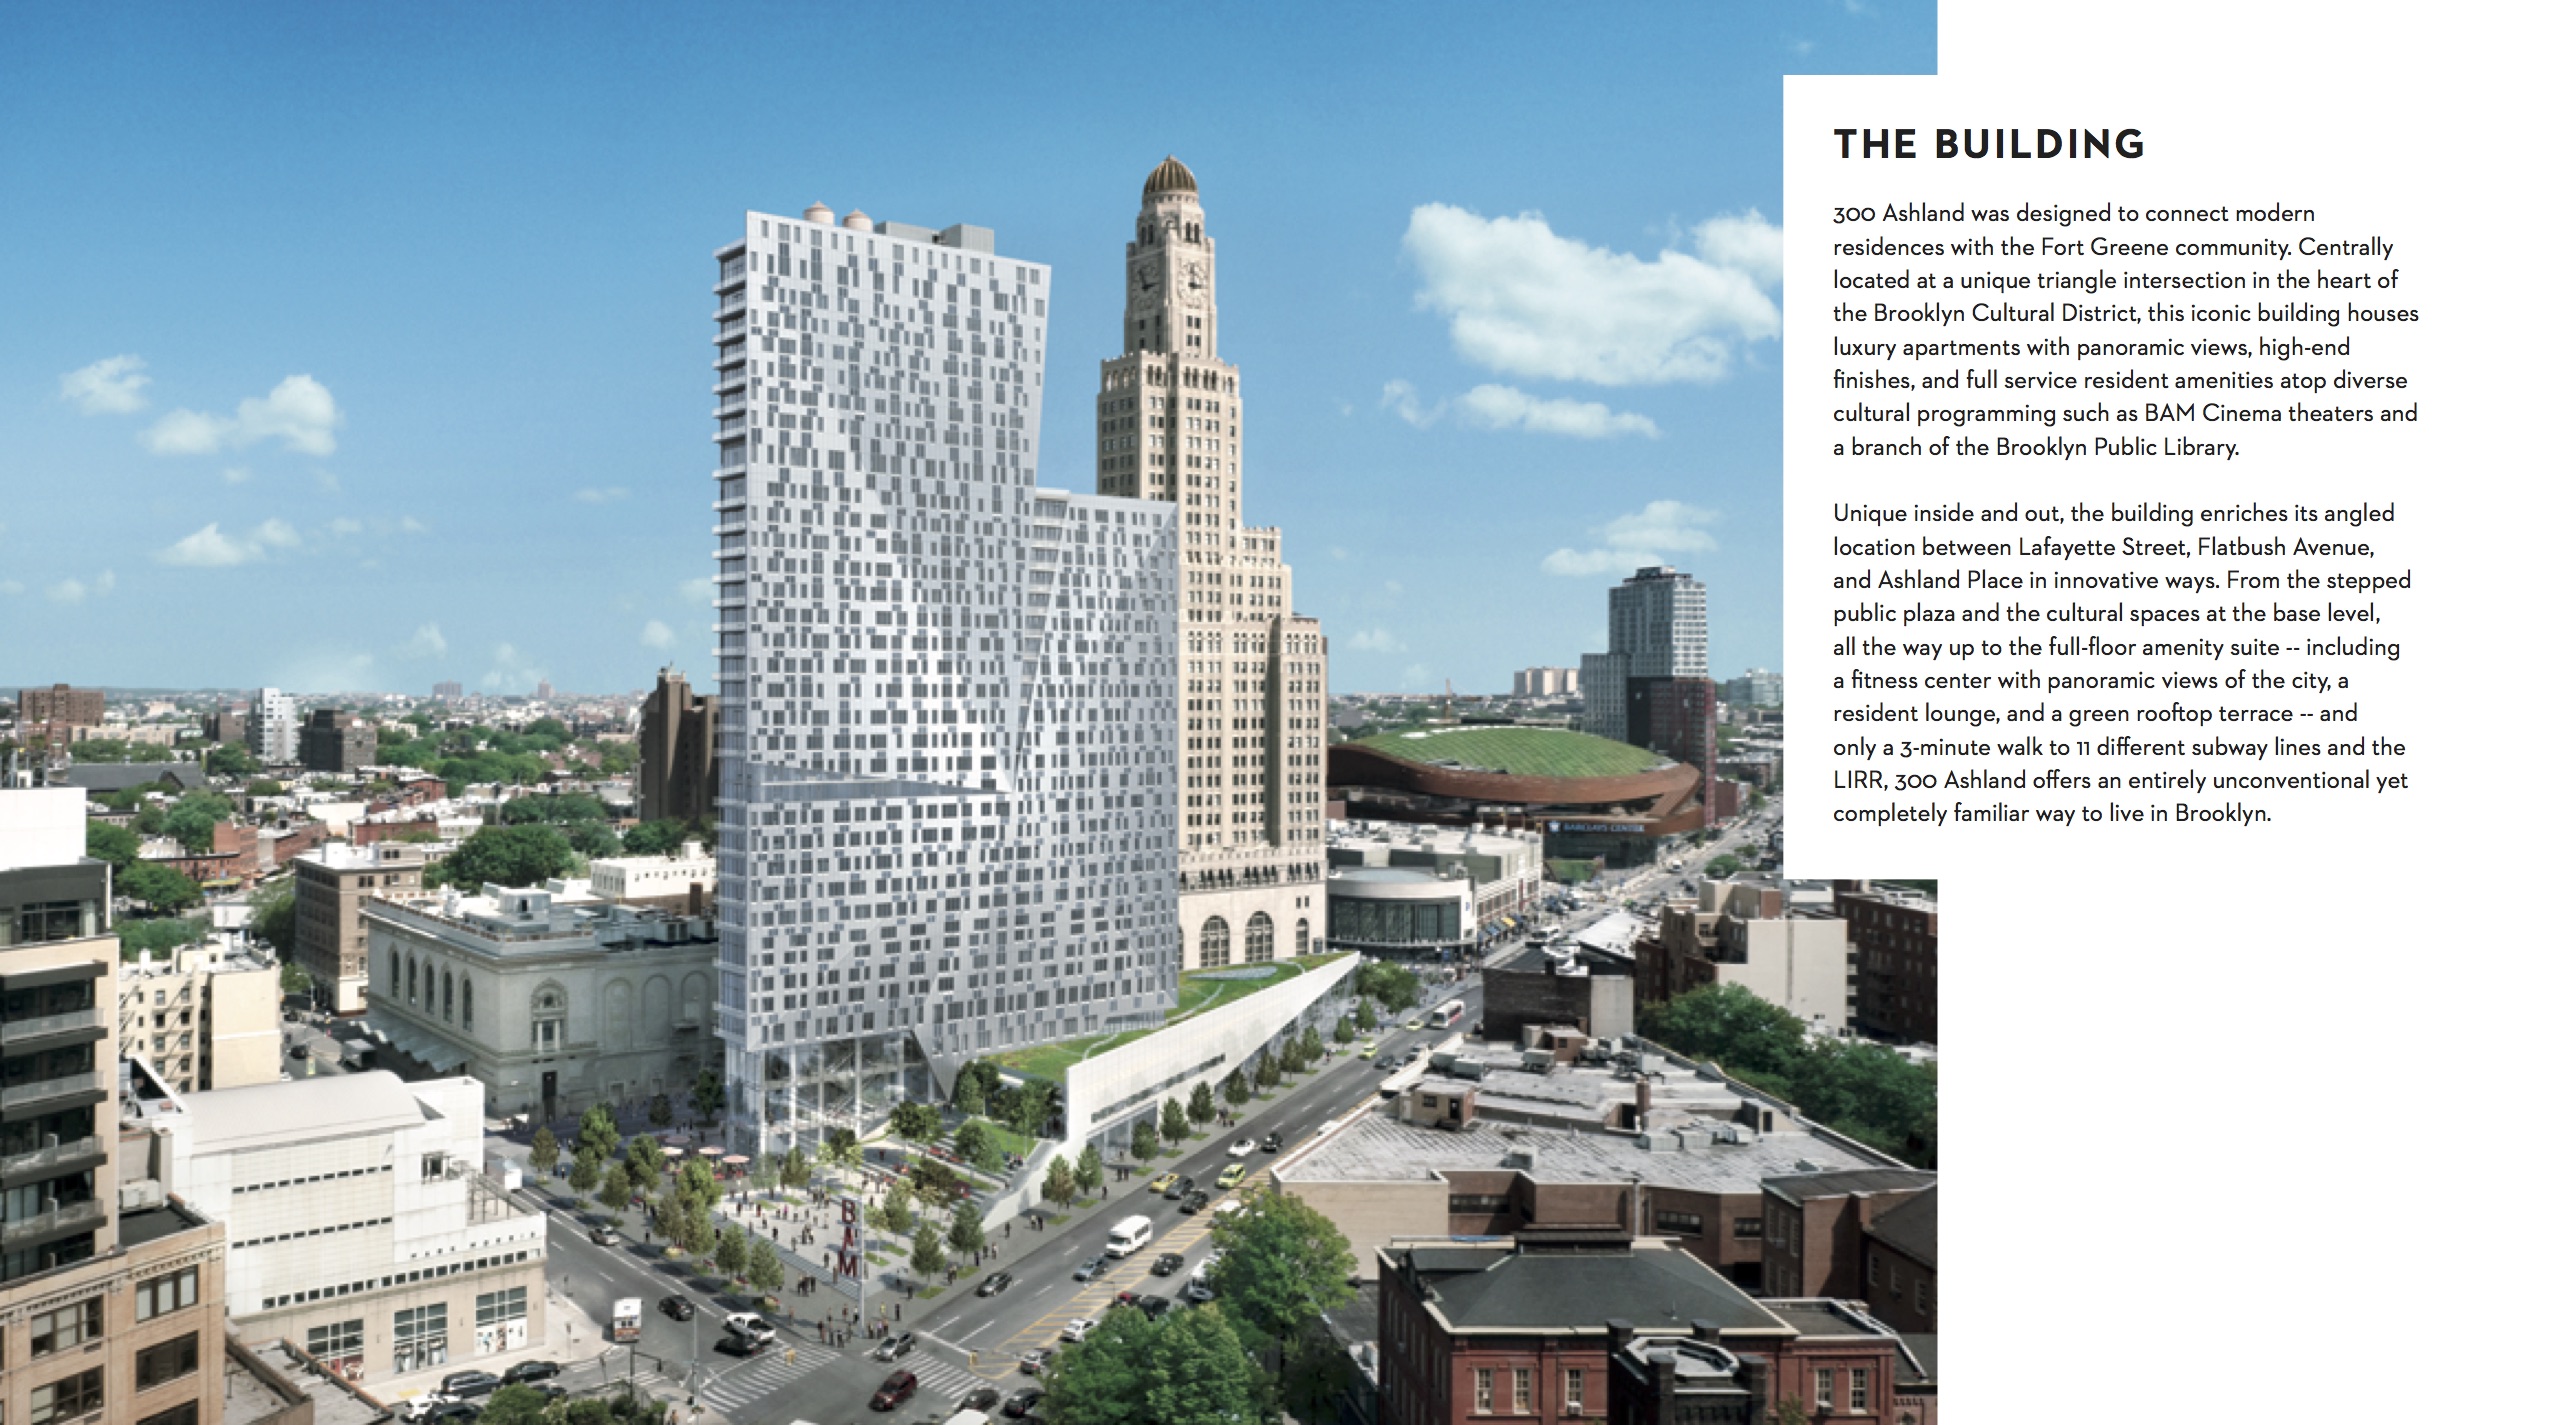 THE BUILDING
300 Ashland was designed to connect modern
residences with the Fort Greene community. Centrally
located at a unique triangle intersection in the heart of
the Brooklyn Cultural District, this iconic building houses
luxury apartments with panoramic views, high-end
finishes, and full service resident amenities atop diverse
cultural programming such as BAM Cinema theaters and
a branch of the Brooklyn Public Library.
Unique inside and out, the building enriches its angled
location between Lafayette Street, Flatbush Avenue,
and Ashland Place in innovative ways. From the stepped
public plaza and the cultural spaces at the base level,
all the way up to the full-floor amenity suite -- including
a fitness center with panoramic views of the city, a
resident lounge, and a green rooftop terrace -- and
only a 3-minute walk to 11 different subway lines and the
LIRR, 300 Ashland offers an entirely unconventional yet
completely familiar way to live in Brooklyn.
BARCLAYS CENTER
BAM